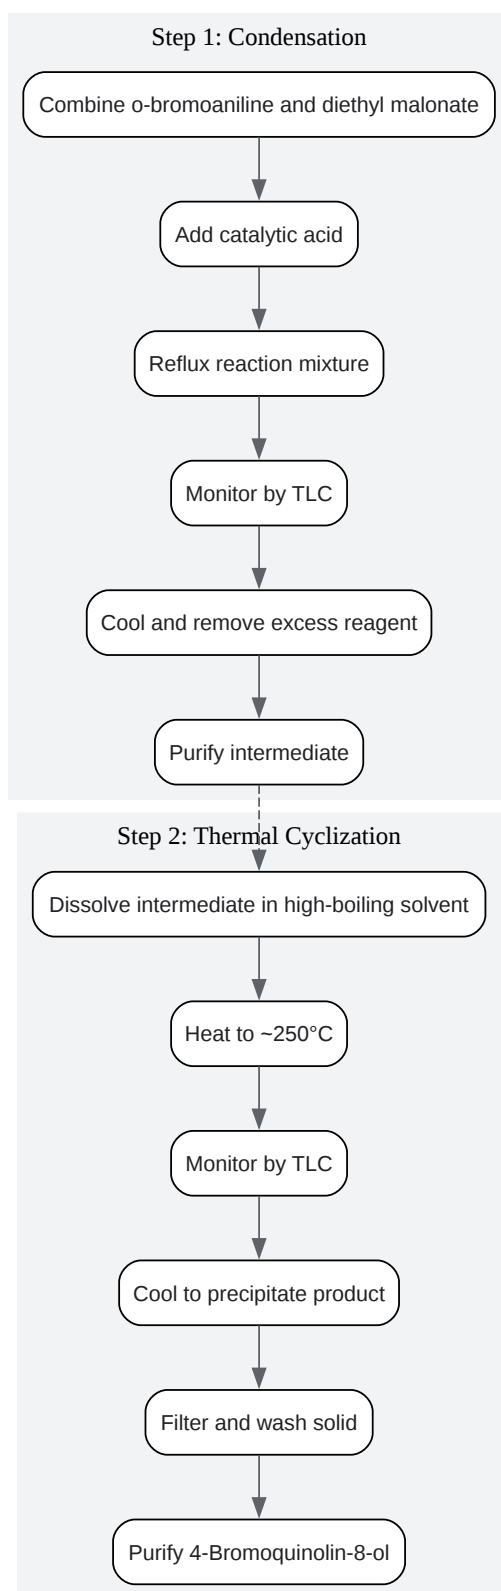 Step 1: Condensation
Combine o-bromoaniline and diethyl malonate
Add catalytic acid
Reflux reaction mixture
Monitor by TLC
Cool and remove excess reagent
Purify intermediate
Step 2: Thermal Cyclization
Dissolve intermediate in high-boiling solvent
Heat to ~250°C
Monitor by TLC
Cool to precipitate product
Filter and wash solid
Purify 4-Bromoquinolin-8-ol